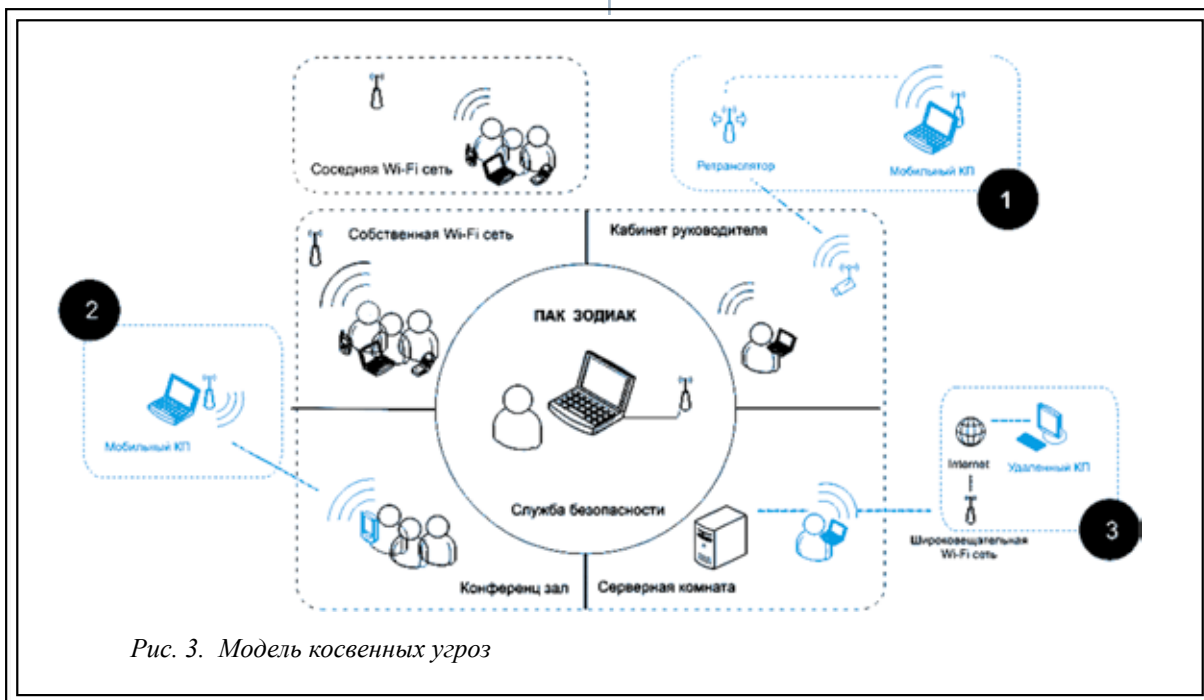 Соседняя Wi-Fi сеть
Ретранслятор
Мобильный КП
1
Собственная Wi-Fi сеть
Кабинет руководителя
2
ПАК ЗОДИАК
Мобильный КП
Internet
Удаленный КП
Служба безопасности
3
Широковещательная
Wi-Fi сеть
Конференц зал
Серверная комната
Рис. 3. Модель косвенных угроз